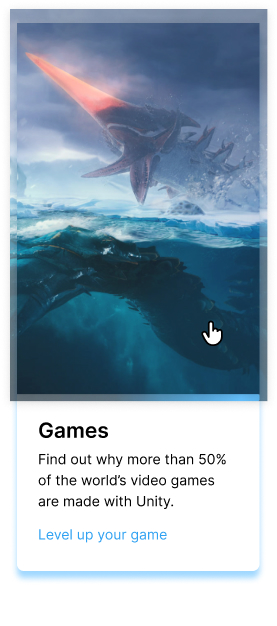 Games
Find out why more than 50%
of the world’s video games
are made with Unity.
Level up your game